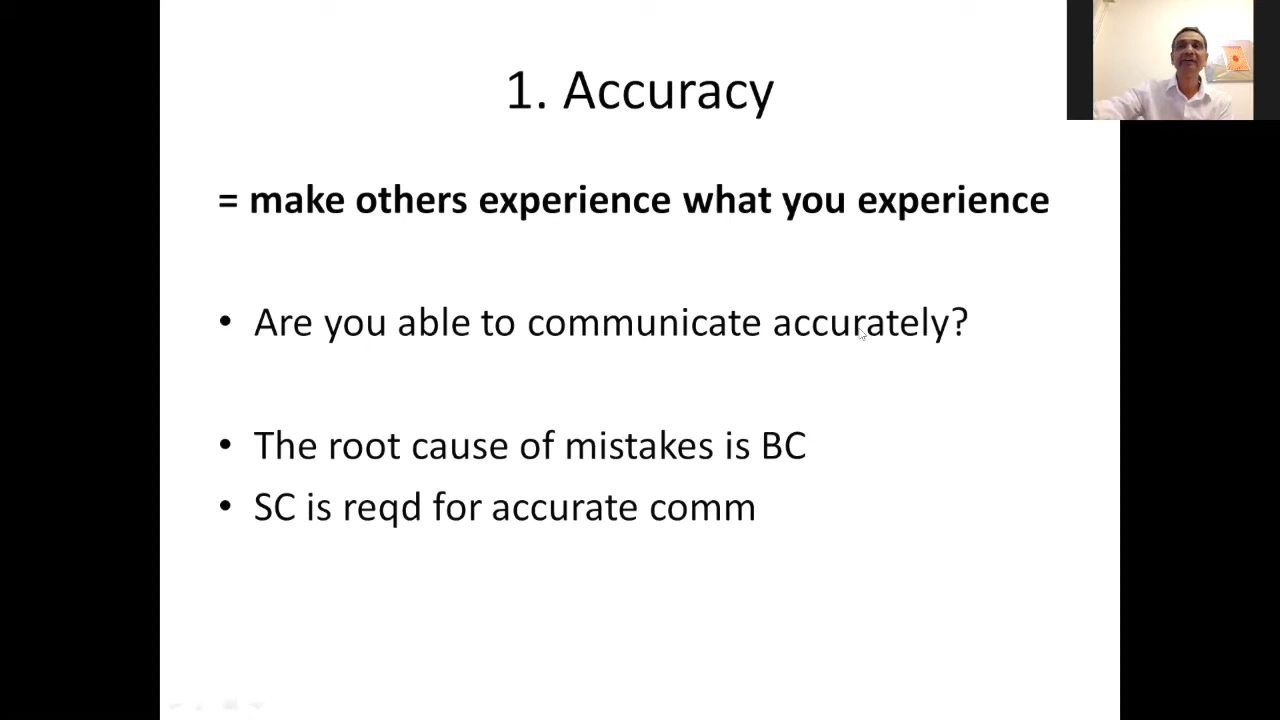 1. Accuracy
= make others experience what you experience
• Are you able to communicate accurately?
• The root cause of mistakes is BC
• SC is reqd for accurate comm